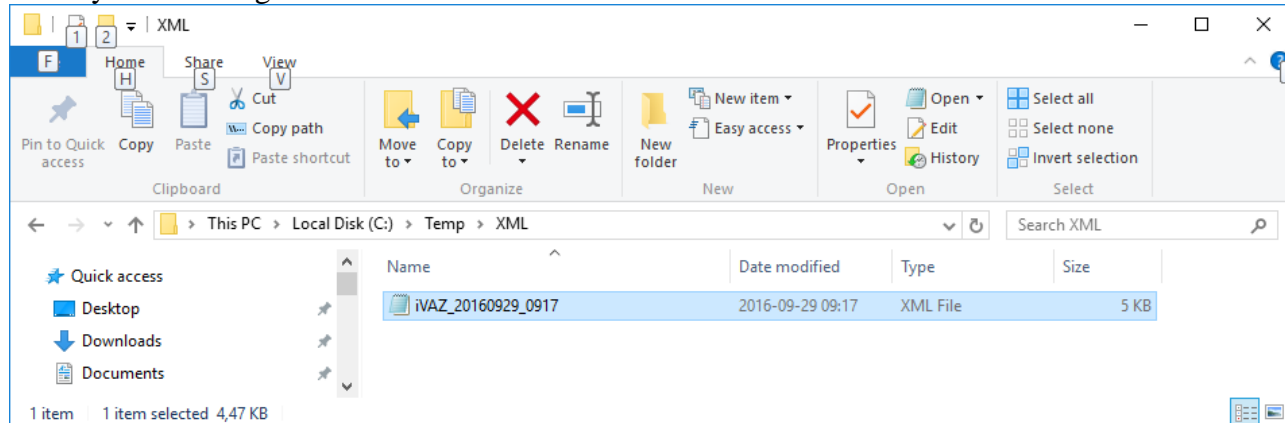 XML
1 2
F Home Share View
H S V
Pin to Quick access
Copy
Paste
Cut
Copy path
Paste shortcut
Clipboard
Move to
Copy to
Delete
Rename
Organize
New folder
New item
Easy access
New
Properties
Open
Edit
History
Open
Select all
Select none
Invert selection
Select
This PC > Local Disk (C:) > Temp > XML
Search XML
Quick access
Desktop
Downloads
Documents
Name Date modified Type Size
iVAZ_20160929_0917 2016-09-29 09:17 XML File 5 KB
1 item 1 item selected 4,47 KB